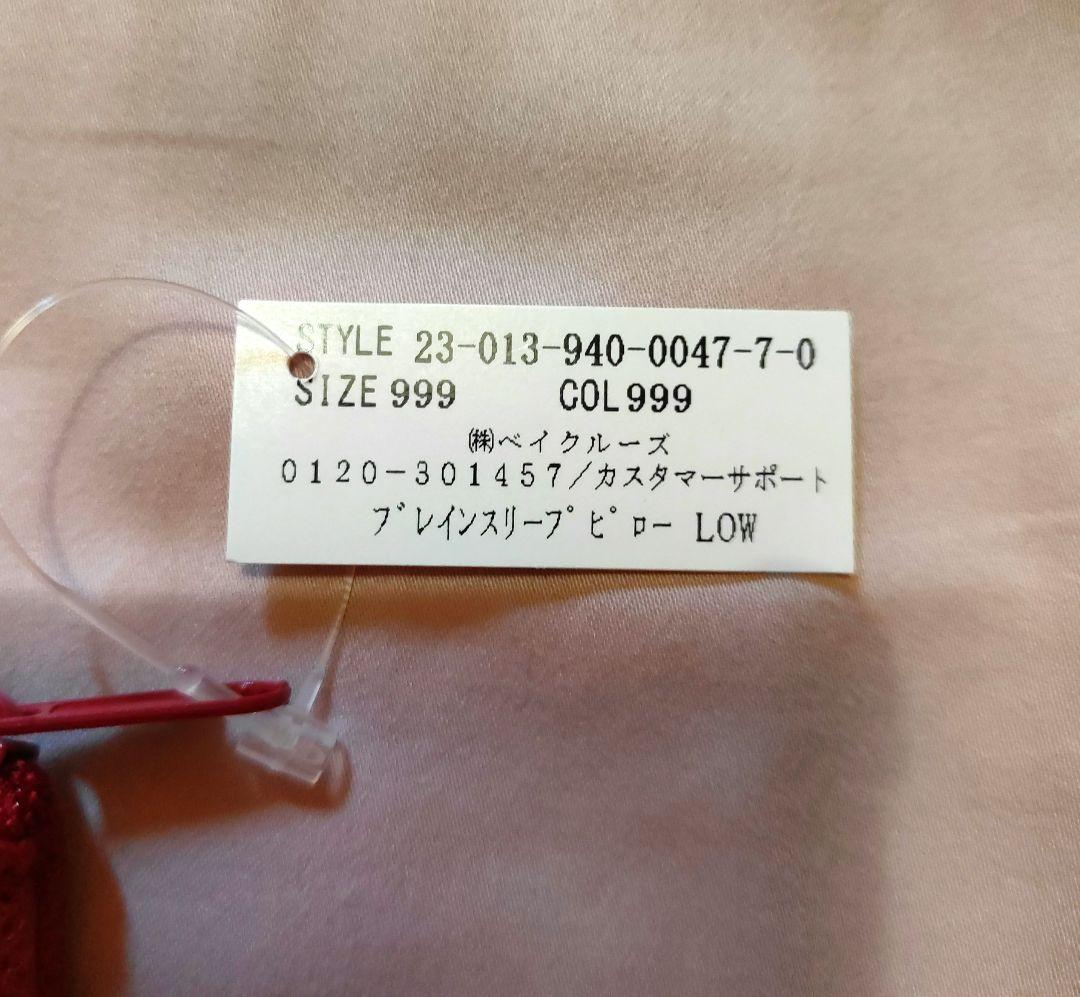 STYLE 23-013-940-0047-7-0
SIZE 999 COL 999
㈱ベイクルーズ
0120-301457/カスタマーサポート
ブレインスリープピロー LOW